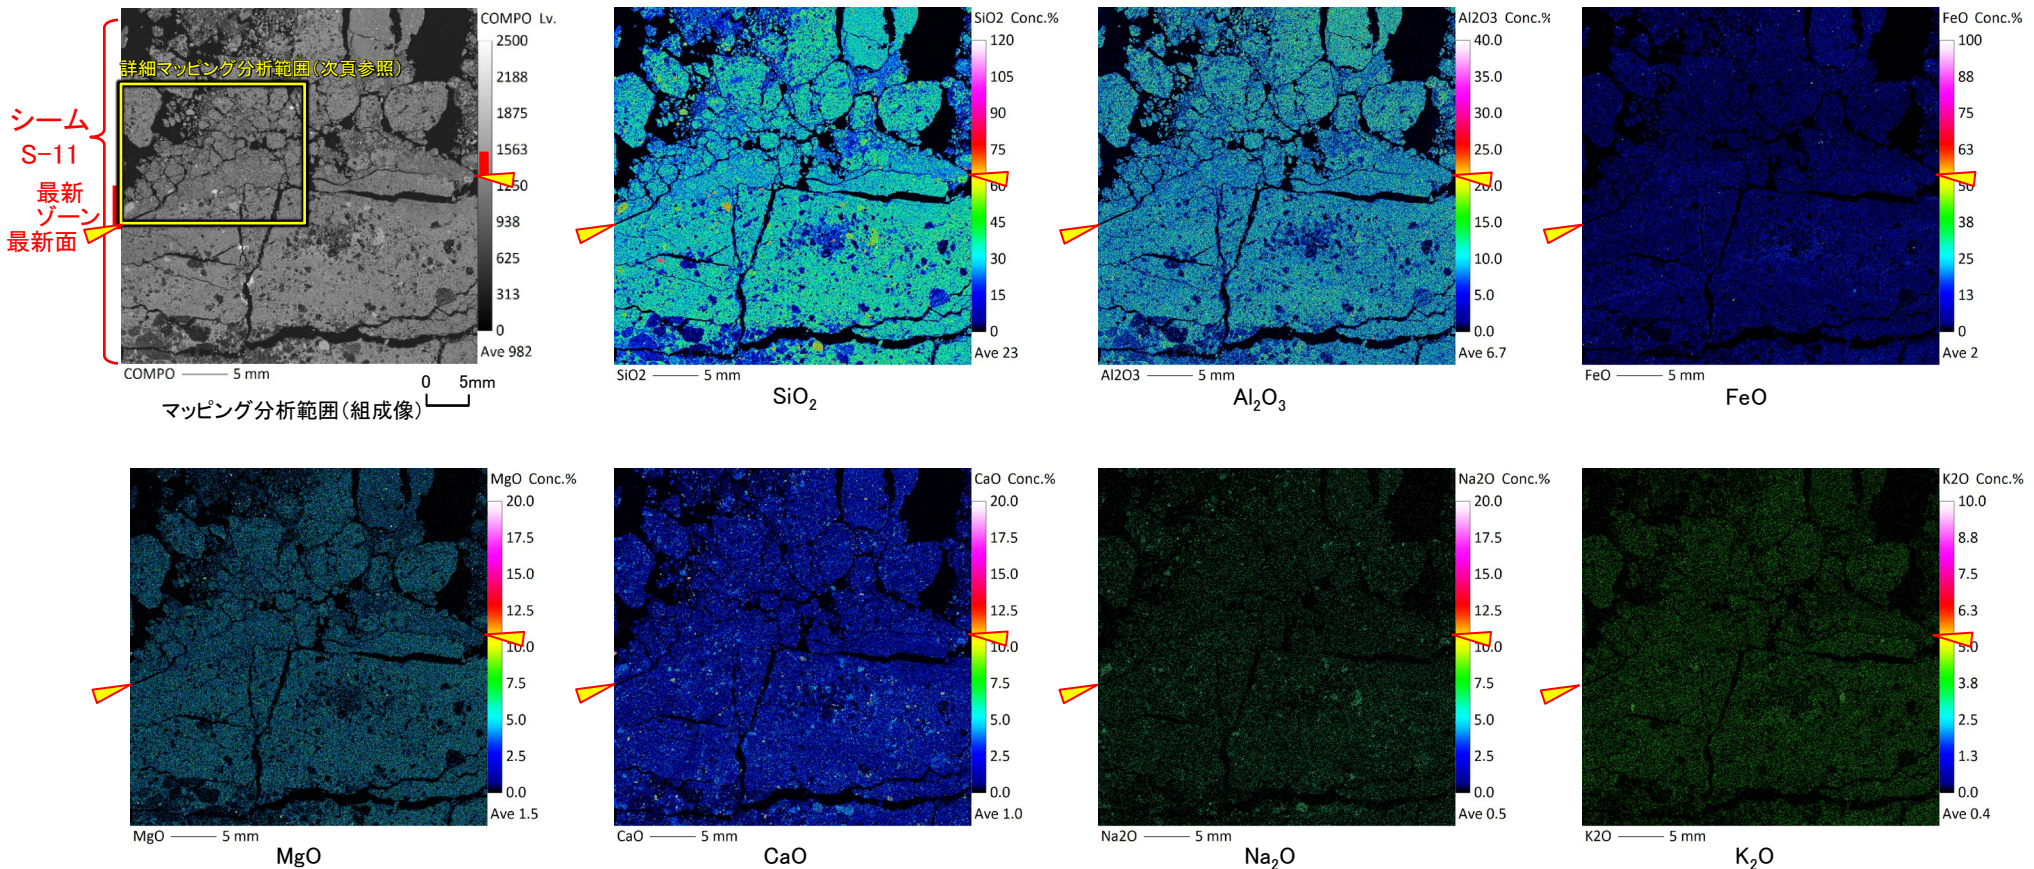 COMPO Lv.
2500
2188
1875
1563
1250
938
625
313
0
Ave 982
詳細マッピング分析範囲(次頁参照)
シーム
S-11
最新
ゾーン
最新面
COMPO 5 mm
0 5mm
マッピング分析範囲(組成像)
SiO2 Conc.%
120
105
90
75
60
45
30
15
0
Ave 23
SiO2 5 mm
SiO₂
Al2O3 Conc.%
40.0
35.0
30.0
25.0
20.0
15.0
10.0
5.0
0.0
Ave 6.7
Al2O3 5 mm
Al₂O₃
FeO Conc.%
100
88
75
63
50
38
25
13
0
Ave 2
FeO 5 mm
FeO
MgO Conc.%
20.0
17.5
15.0
12.5
10.0
7.5
5.0
2.5
0.0
Ave 1.5
MgO 5 mm
MgO
CaO Conc.%
20.0
17.5
15.0
12.5
10.0
7.5
5.0
2.5
0.0
Ave 1.0
CaO 5 mm
CaO
Na2O Conc.%
20.0
17.5
15.0
12.5
10.0
7.5
5.0
2.5
0.0
Ave 0.5
Na2O 5 mm
Na₂O
K2O Conc.%
10.0
8.8
7.5
6.3
5.0
3.8
2.5
1.3
0.0
Ave 0.4
K2O 5 mm
K₂O